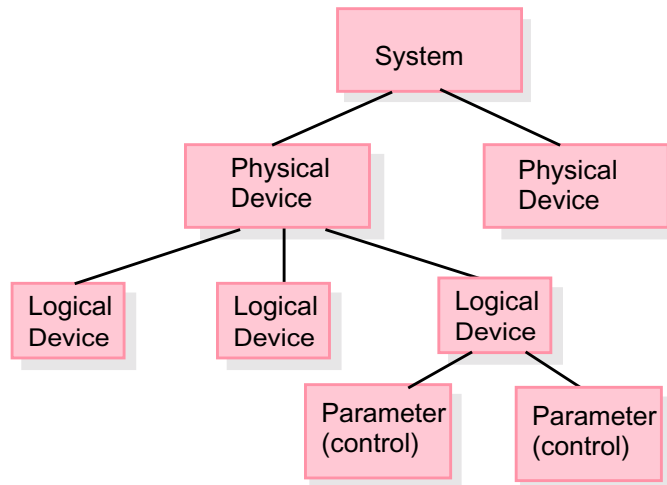 System
Physical
Device
Physical
Device
Logical
Device
Logical
Device
Logical
Device
Parameter
(control)
Parameter
(control)